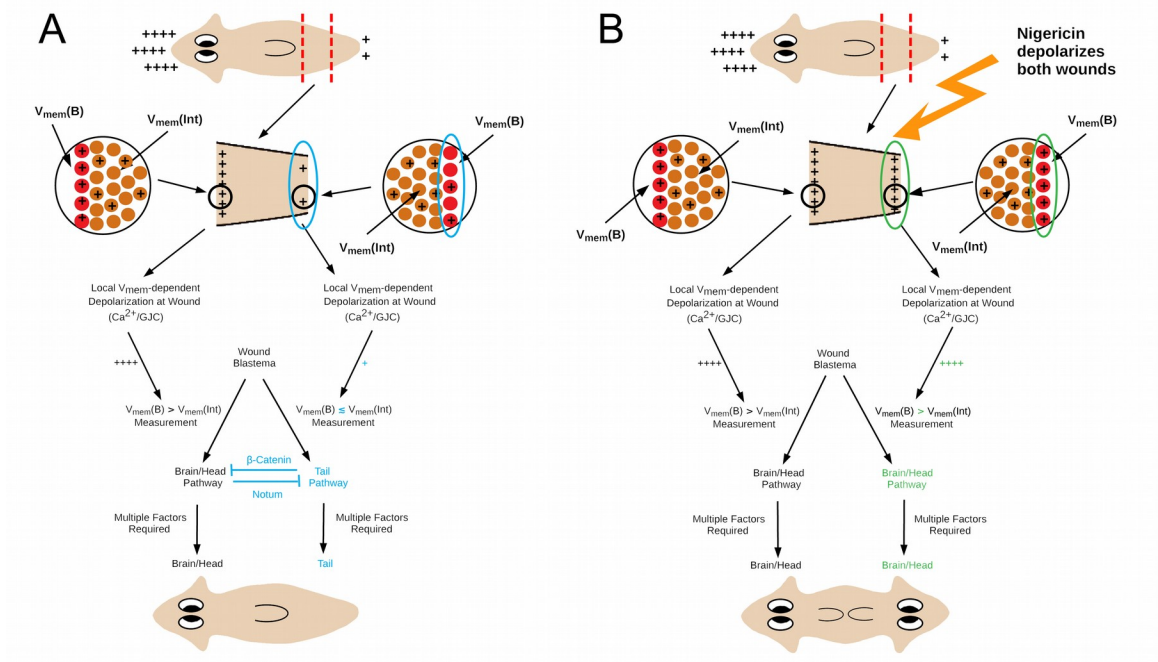 A
++++
++++
++++
+
+
Vmem(B)
Vmem(Int)
Vmem(B)
Vmem(Int)
Local Vmem-dependent
Depolarization at Wound
(Ca2+/GJC)
Local Vmem-dependent
Depolarization at Wound
(Ca2+/GJC)
++++
Wound
Blastema
+
Vmem(B) > Vmem(Int)
Measurement
Vmem(B) ≤ Vmem(Int)
Measurement
β-Catenin
Brain/Head
Pathway
Tail
Pathway
Notum
Multiple Factors
Required
Multiple Factors
Required
Brain/Head
Tail
B
++++
++++
++++
+
+
Nigericin
depolarizes
both wounds
Vmem(Int)
Vmem(B)
Vmem(B)
Vmem(Int)
Local Vmem-dependent
Depolarization at Wound
(Ca2+/GJC)
Local Vmem-dependent
Depolarization at Wound
(Ca2+/GJC)
++++
Wound
Blastema
++++
Vmem(B) > Vmem(Int)
Measurement
Vmem(B) > Vmem(Int)
Measurement
Brain/Head
Pathway
Brain/Head
Pathway
Multiple Factors
Required
Multiple Factors
Required
Brain/Head
Brain/Head